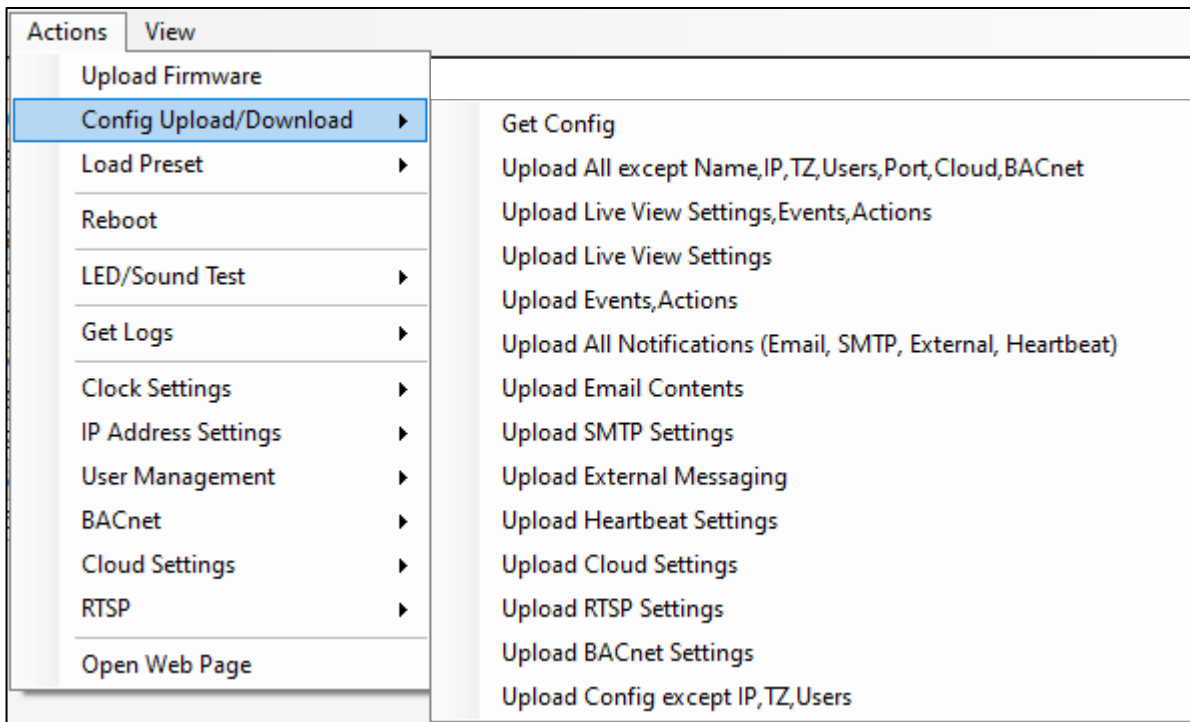 Actions View
Upload Firmware
Config Upload/Download
Load Preset
Reboot
LED/Sound Test
Get Logs
Clock Settings
IP Address Settings
User Management
BACnet
Cloud Settings
RTSP
Open Web Page
Get Config
Upload All except Name,IP,TZ,Users,Port,Cloud,BACnet
Upload Live View Settings,Events,Actions
Upload Live View Settings
Upload Events,Actions
Upload All Notifications (Email, SMTP, External, Heartbeat)
Upload Email Contents
Upload SMTP Settings
Upload External Messaging
Upload Heartbeat Settings
Upload Cloud Settings
Upload RTSP Settings
Upload BACnet Settings
Upload Config except IP,TZ,Users